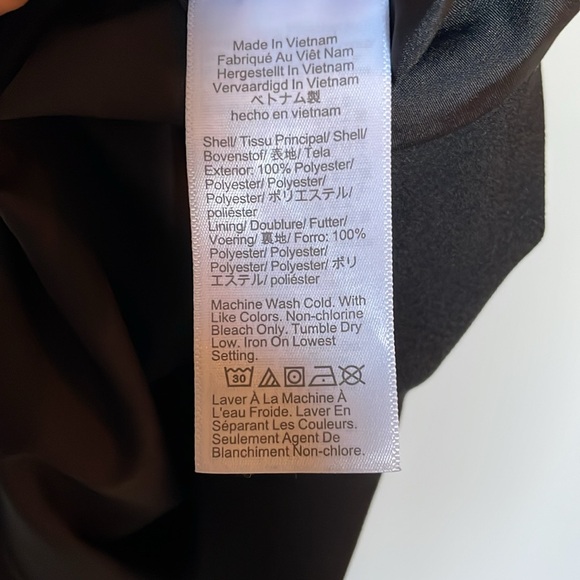 Made In Vietnam
Fabriqué Au Viêt Nam
Hergestellt In Vietnam
Vervaardigd In Vietnam
ベトナム製
hecho en vietnam
Shell/ Tissu Principal/ Shell/
Bovenstof/ 表地/ Tela
Exterior: 100% Polyester/
Polyester/ Polyester/
Polyester/ ポリエステル/
poliéster
Lining/ Doublure/ Futter/
Voering/ 裏地/ Forro: 100%
Polyester/ Polyester/
Polyester/ Polyester/ ポリ
エステル/ poliéster
Machine Wash Cold. With
Like Colors. Non-chlorine
Bleach Only. Tumble Dry
Low. Iron On Lowest
Setting.
30
Laver À La Machine À
L'eau Froide. Laver En
Séparant Les Couleurs.
Seulement Agent De
Blanchiment Non-chlore.